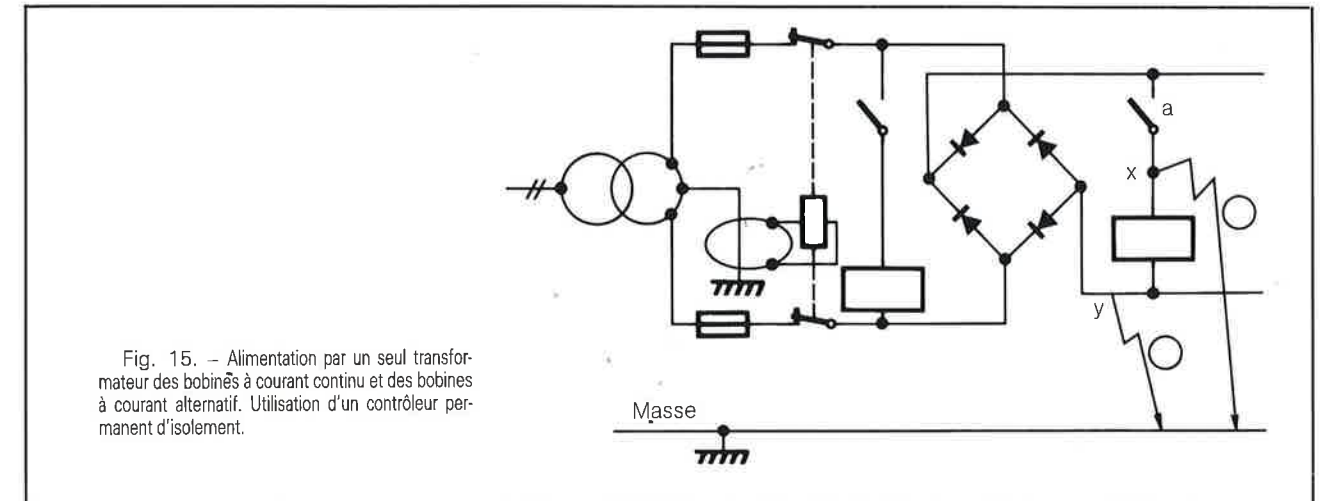 a
x
y
Fig. 15. – Alimentation par un seul transfor-
mateur des bobines à courant continu et des bobines
à courant alternatif. Utilisation d'un contrôleur per-
manent d'isolement.
Masse